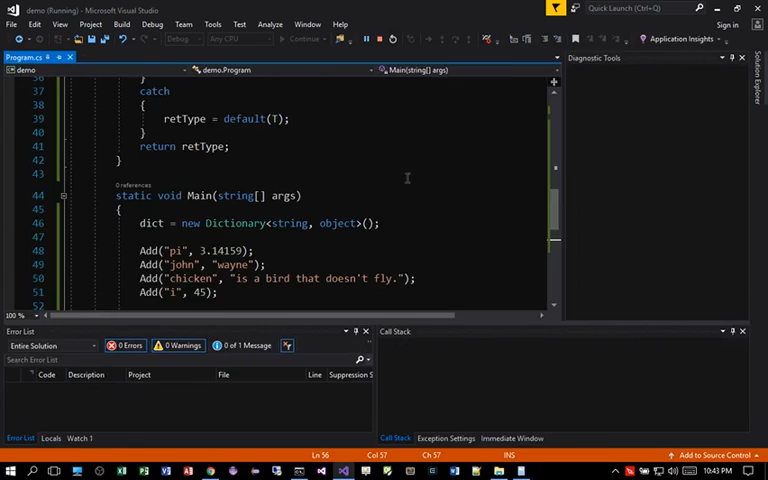 demo (Running) - Microsoft Visual Studio
Quick Launch (Ctrl+Q)
File Edit View Project Build Debug Team Tools Test Analyze Window Help
Sign in
Debug Any CPU Continue Application Insights
Program.cs
Diagnostic Tools
demo demo.Program Main(string[] args)
Solution Explorer
36 }
37 catch
38 {
39 retType = default(T);
40 }
41 return retType;
42 }
43
0 references
44 static void Main(string[] args)
45 {
46 dict = new Dictionary<string, object>();
47
48 Add("pi", 3.14159);
49 Add("john", "wayne");
50 Add("chicken", "is a bird that doesn't fly.");
51 Add("i", 45);
52
100 %
Error List
Call Stack
Entire Solution 0 Errors 0 Warnings 0 of 1 Message
Search Error List
Code Description Project File Line Suppression S
Error List Locals Watch 1
Call Stack Exception Settings Immediate Window
Ln 56 Col 57 Ch 57 INS Add to Source Control
10:43 PM